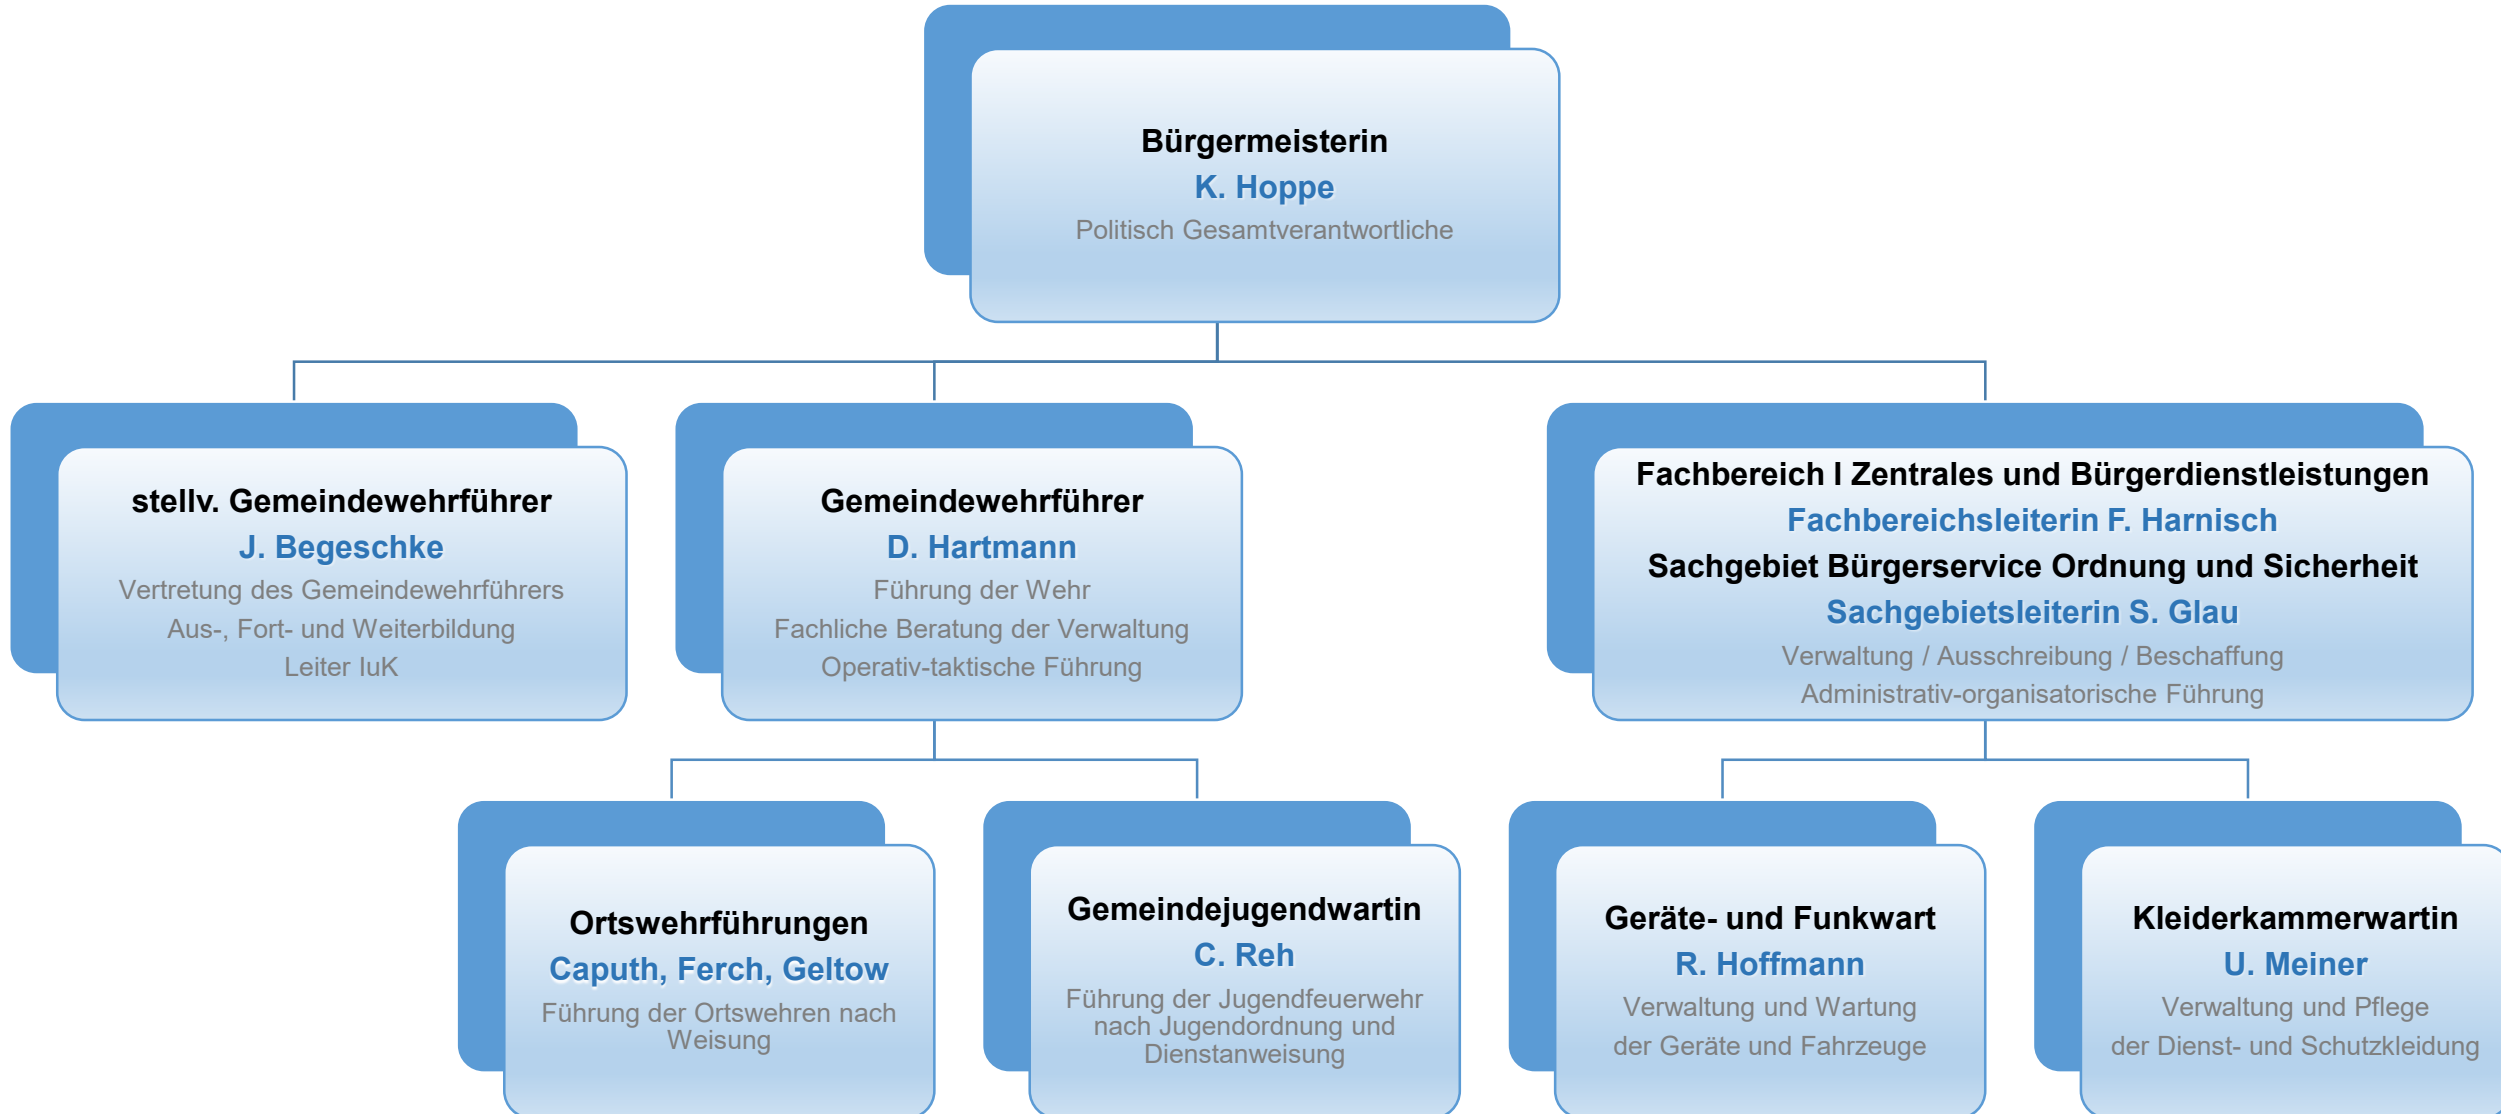 Bürgermeisterin
K. Hoppe
Politisch Gesamtverantwortliche
stellv. Gemeindewehrführer
J. Begeschke
Vertretung des Gemeindewehrführers
Aus-, Fort- und Weiterbildung
Leiter IuK
Gemeindewehrführer
D. Hartmann
Führung der Wehr
Fachliche Beratung der Verwaltung
Operativ-taktische Führung
Fachbereich I Zentrales und Bürgerdienstleistungen
Fachbereichsleiterin F. Harnisch
Sachgebiet Bürgerservice Ordnung und Sicherheit
Sachgebietsleiterin S. Glau
Verwaltung / Ausschreibung / Beschaffung
Administrativ-organisatorische Führung
Ortswehrführungen
Caputh, Ferch, Geltow
Führung der Ortswehren nach
Weisung
Gemeindejugendwartin
C. Reh
Führung der Jugendfeuerwehr
nach Jugendordnung und
Dienstanweisung
Geräte- und Funkwart
R. Hoffmann
Verwaltung und Wartung
der Geräte und Fahrzeuge
Kleiderkammerwartin
U. Meiner
Verwaltung und Pflege
der Dienst- und Schutzkleidung